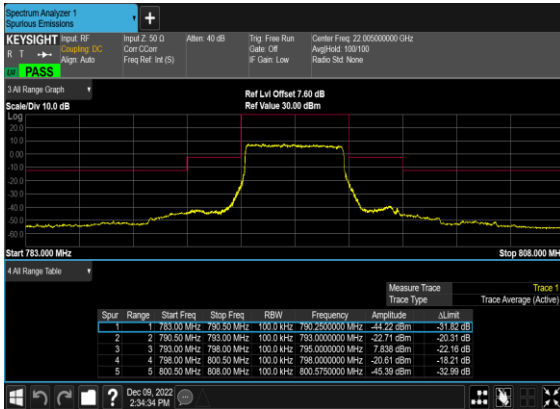 Spectrum Analyzer 1
Spurious Emissions
+
KEYSIGHT
R T
LXI PASS
Input: RF
Coupling: DC
Align: Auto
Input Z: 50 Ω
Corr CCorr
Freq Ref: Int (S)
Atten: 40 dB
Trig: Free Run
Gate: Off
IF Gain: Low
Center Freq: 22.005000000 GHz
Avg|Hold: 100/100
Radio Std: None
3 All Range Graph
Scale/Div 10.0 dB
Ref Lvl Offset 7.60 dB
Ref Value 30.00 dBm
Log
20.0
10.0
0.00
-10.0
-20.0
-30.0
-40.0
-50.0
-60.0
Start 783.000 MHz
Stop 808.000 MH
4 All Range Table
Measure Trace Trace 1
Trace Type Trace Average (Active)
Spur Range Start Freq Stop Freq RBW Frequency Amplitude ΔLimit
1 1 783.00 MHz 790.50 MHz 100.0 kHz 790.2500000 MHz -44.22 dBm -31.82 dB
2 2 790.50 MHz 793.00 MHz 100.0 kHz 793.0000000 MHz -22.71 dBm -20.31 dB
3 3 793.00 MHz 798.00 MHz 100.0 kHz 795.0000000 MHz 7.838 dBm -22.16 dB
4 4 798.00 MHz 800.50 MHz 100.0 kHz 798.0000000 MHz -20.61 dBm -18.21 dB
5 5 800.50 MHz 808.00 MHz 100.0 kHz 800.5750000 MHz -45.39 dBm -32.99 dB
?
Dec 09, 2022
2:34:34 PM